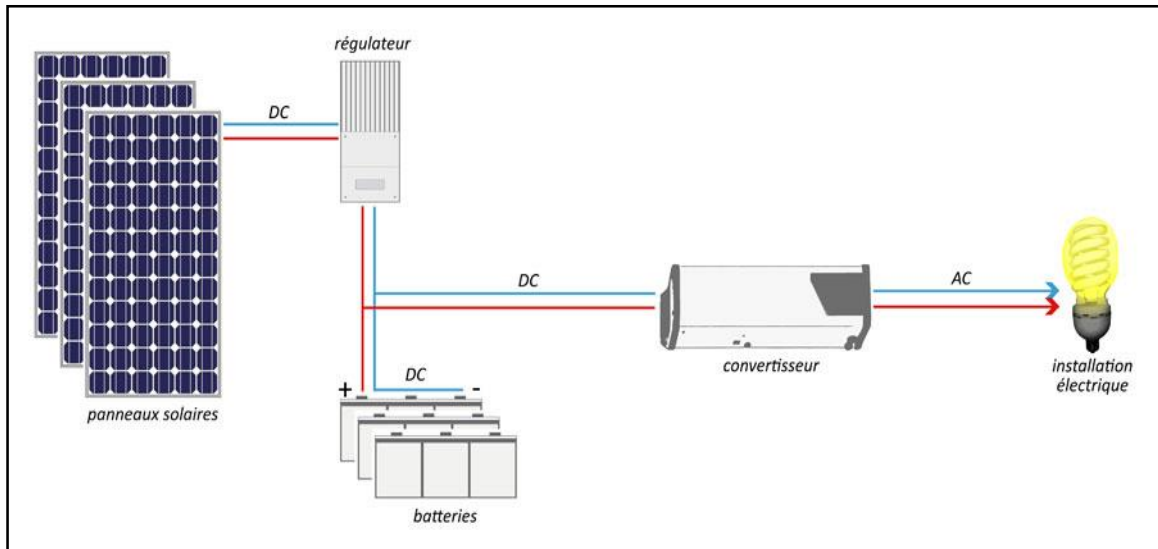 régulateur
DC
DC
AC
convertisseur
installation
électrique
+ DC -
panneaux solaires
batteries